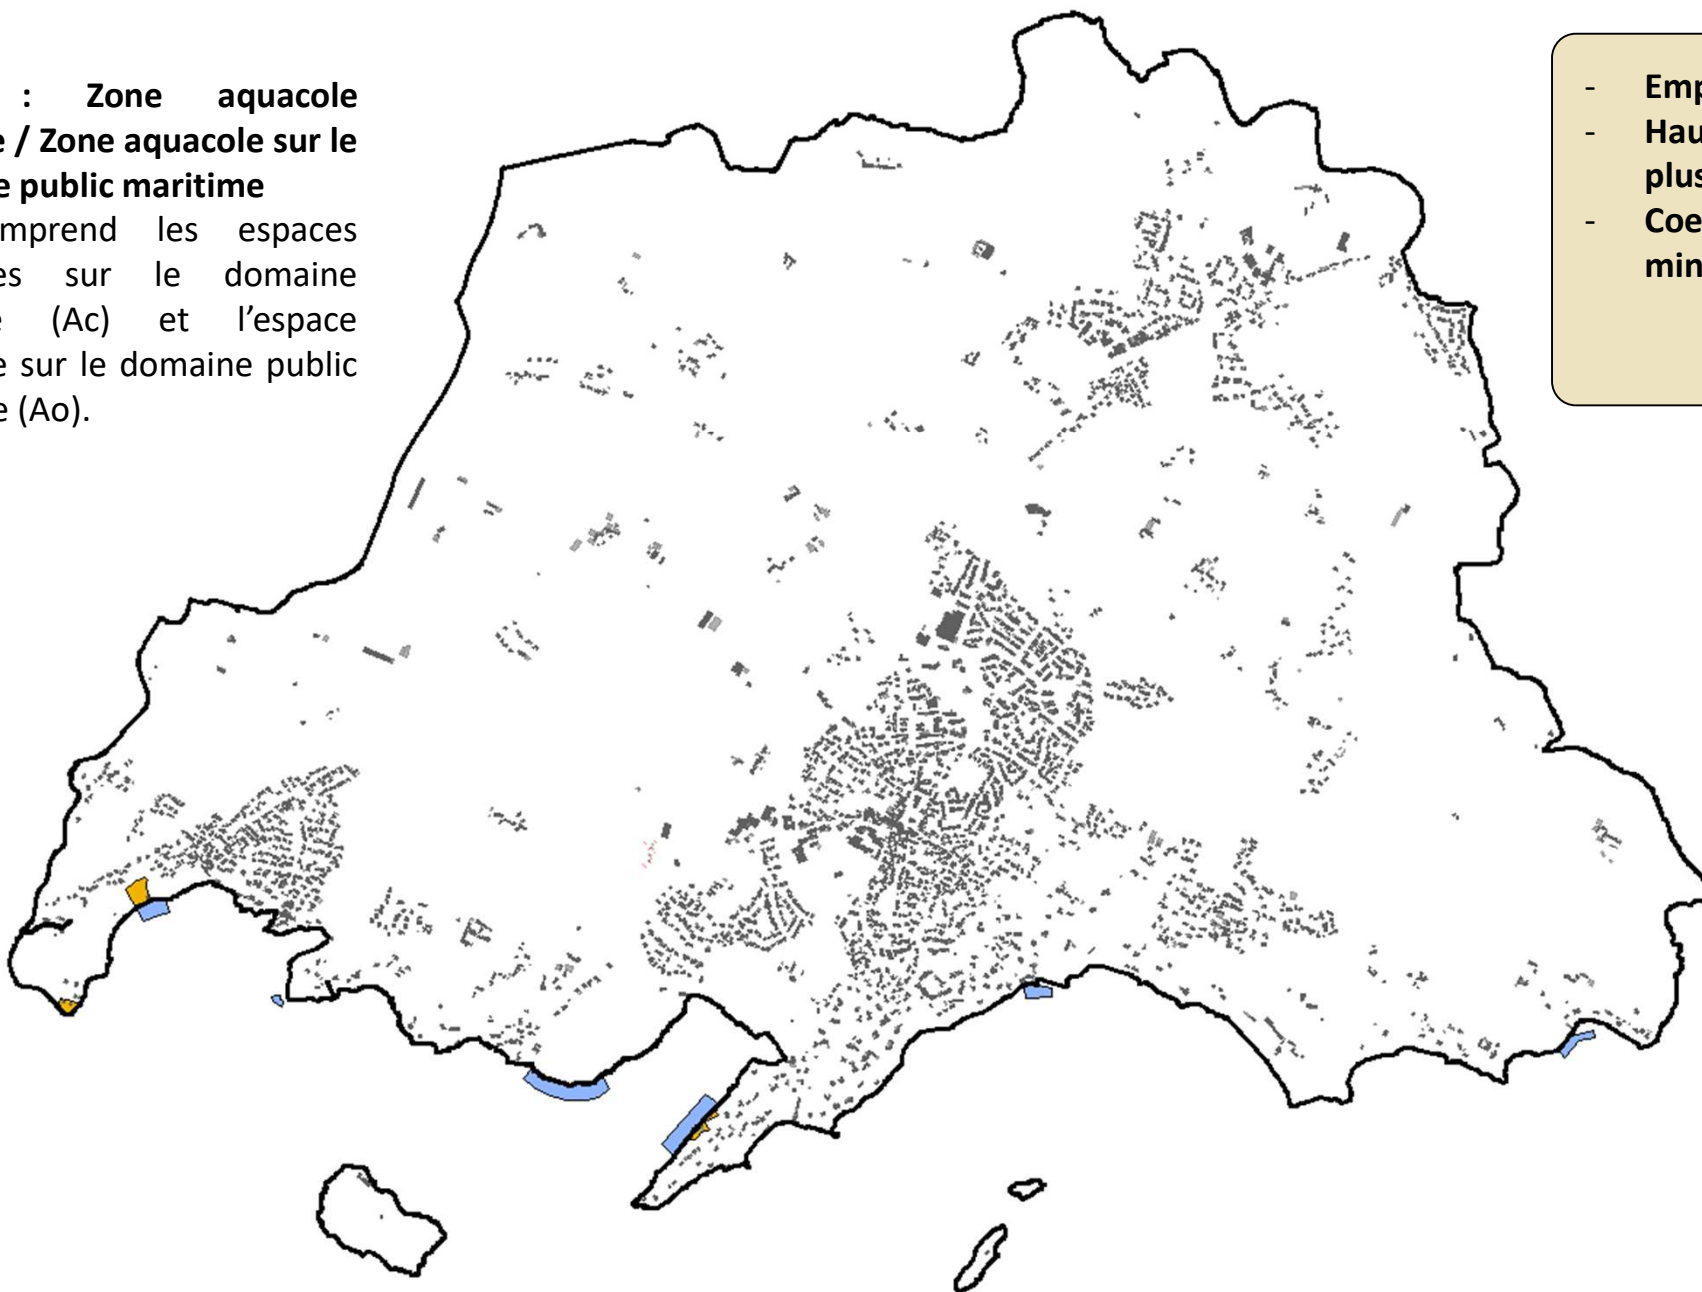 : Zone aquacole
e / Zone aquacole sur le
e public maritime
mprend les espaces
es sur le domaine
e (Ac) et l’espace
e sur le domaine public
e (Ao).
- Emp
- Hau
plus
- Coe
min